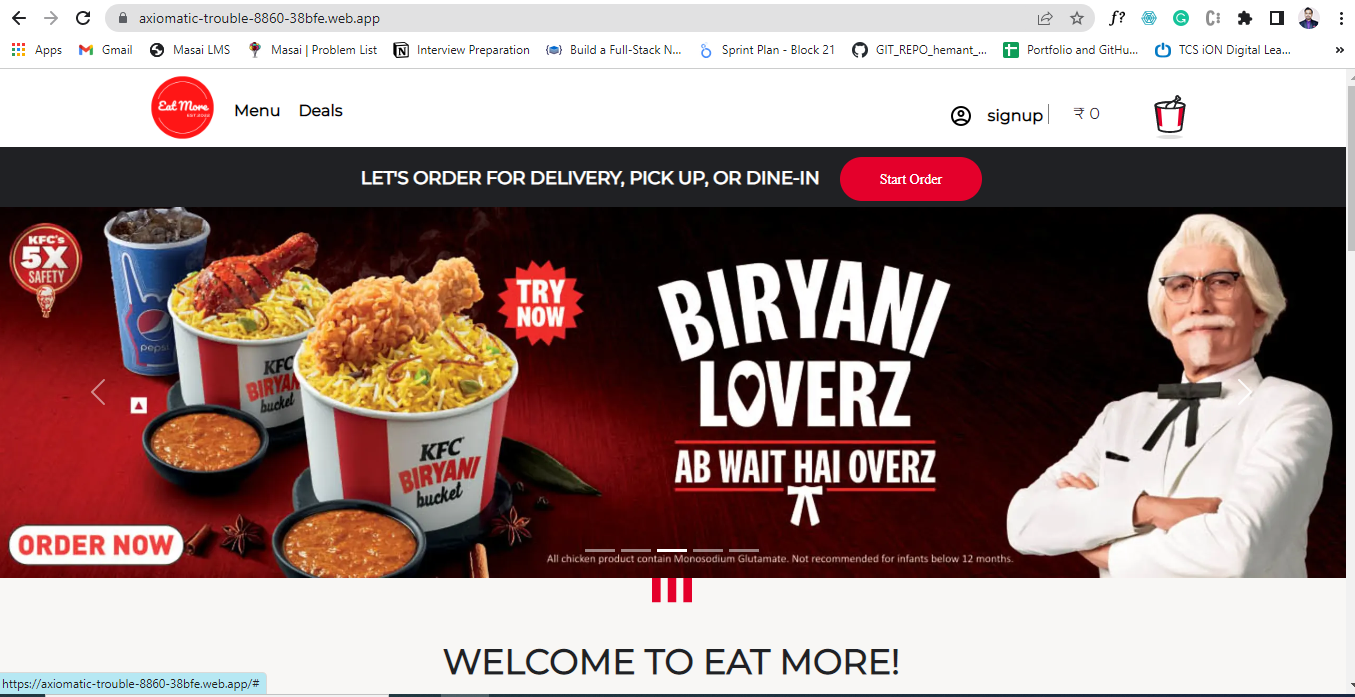 axiomatic-trouble-8860-38bfe.web.app
f?
Apps
Gmail
Masai LMS
Masai | Problem List
Interview Preparation
Build a Full-Stack N...
Sprint Plan - Block 21
GIT_REPO_hemant_...
Portfolio and GitHu...
TCS iON Digital Lea...
»
Eat More
Menu
Deals
signup
₹ 0
LET'S ORDER FOR DELIVERY, PICK UP, OR DINE-IN
Start Order
KFC's
5X
SAFETY
pepsi
KFC
BIRYANI
bucket
KFC
BIRYANI
bucket
TRY
NOW
BIRYANI
LOVERZ
AB WAIT HAI OVERZ
ORDER NOW
All chicken product contain Monosodium Glutamate. Not recommended for infants below 12 months.
WELCOME TO EAT MORE!
https://axiomatic-trouble-8860-38bfe.web.app/#